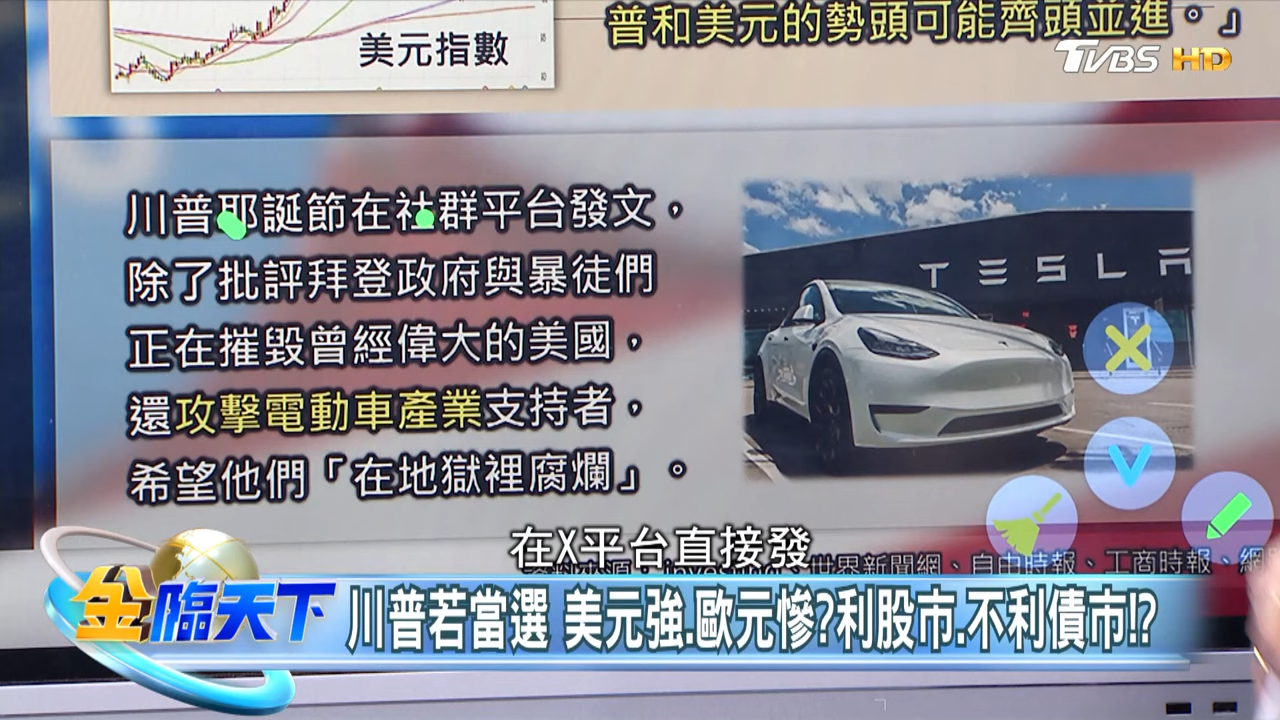 普和美元的勢頭可能齊頭並進。」
TVBS HD
美元指數
川普耶誕節在社群平台發文，
除了批評拜登政府與暴徒們
正在摧毀曾經偉大的美國，
還攻擊電動車產業支持者，
希望他們「在地獄裡腐爛」。
TESLA
在X平台直接發
世界新聞網、自由時報、工商時報、網
金臨天下
川普若當選 美元強.歐元慘?利股市.不利債市!?